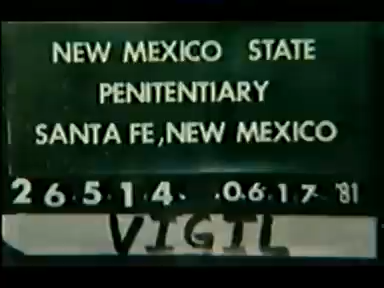 NEW MEXICO STATE
PENITENTIARY
SANTA FE, NEW MEXICO
26514. .06.17 '81
VIGIL